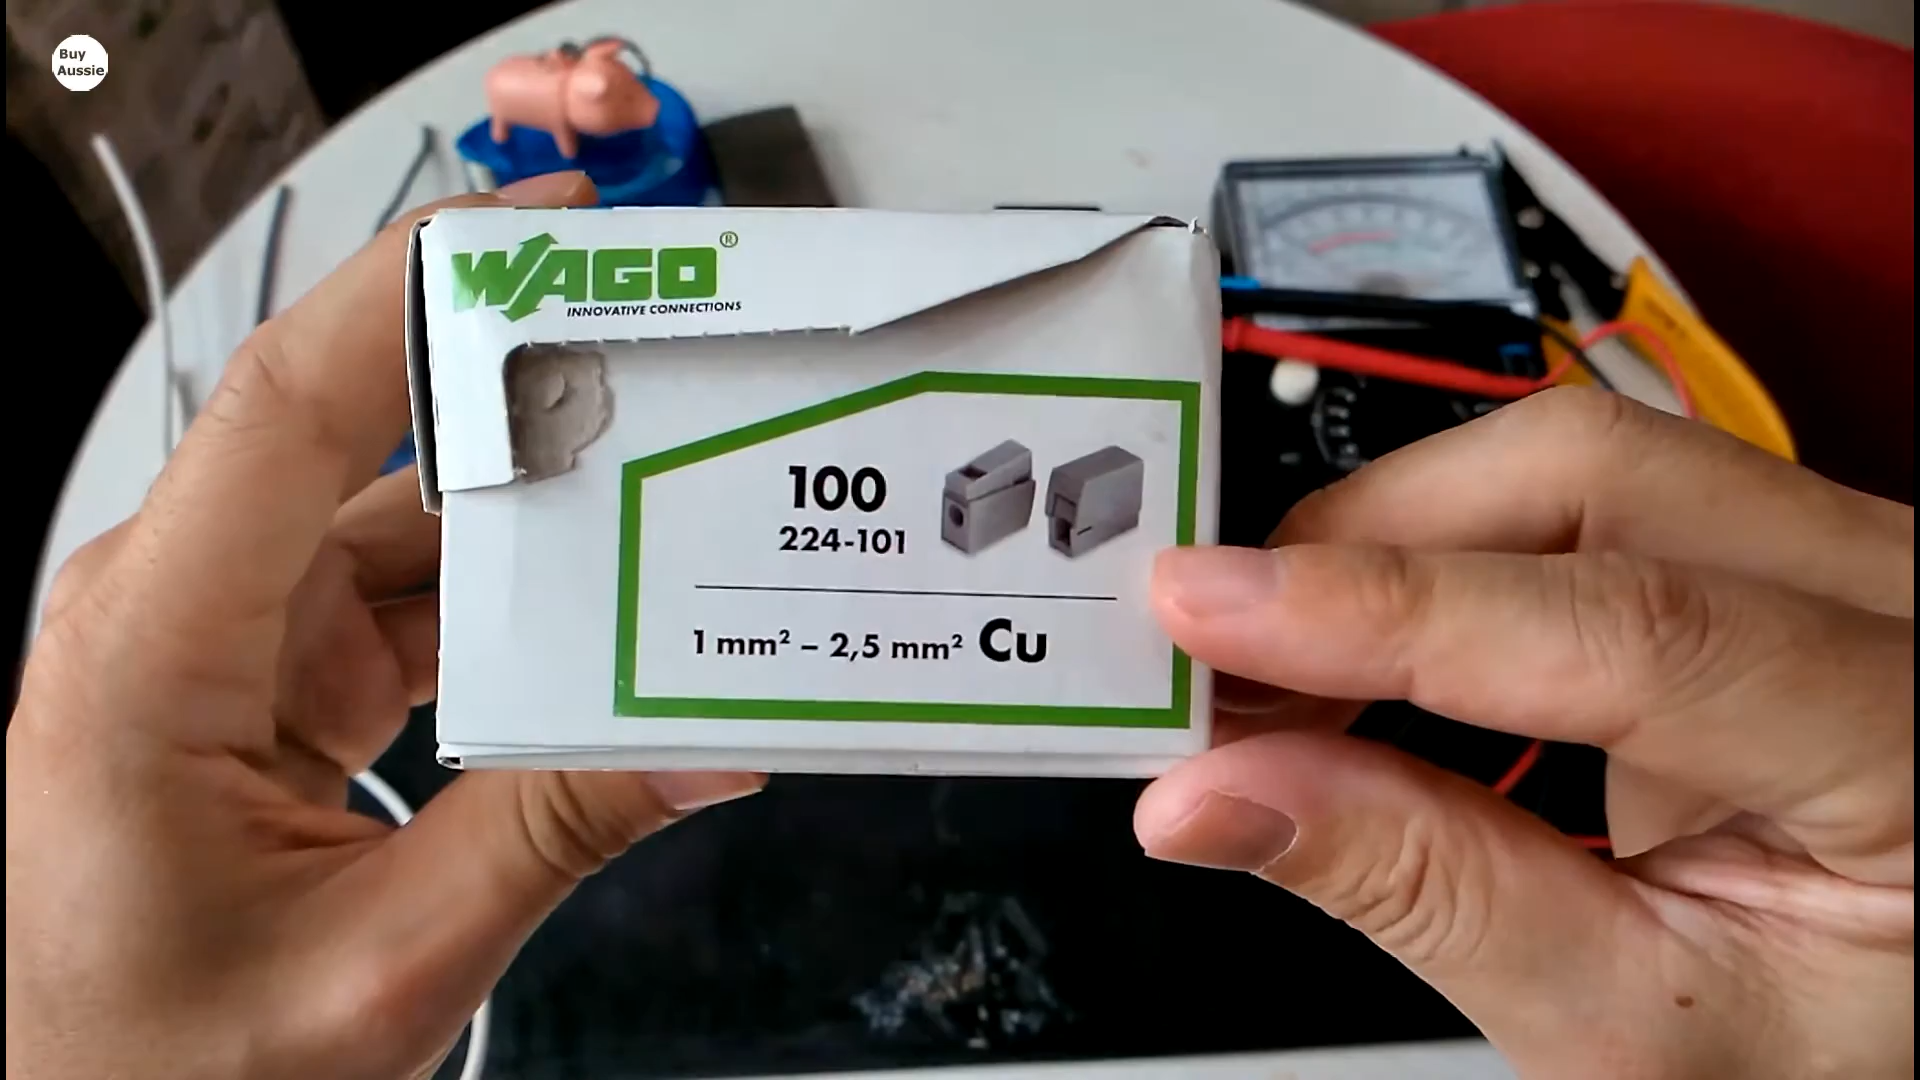 Buy
Aussie
WAGO®
INNOVATIVE CONNECTIONS
100
224-101
1 mm² – 2,5 mm² Cu